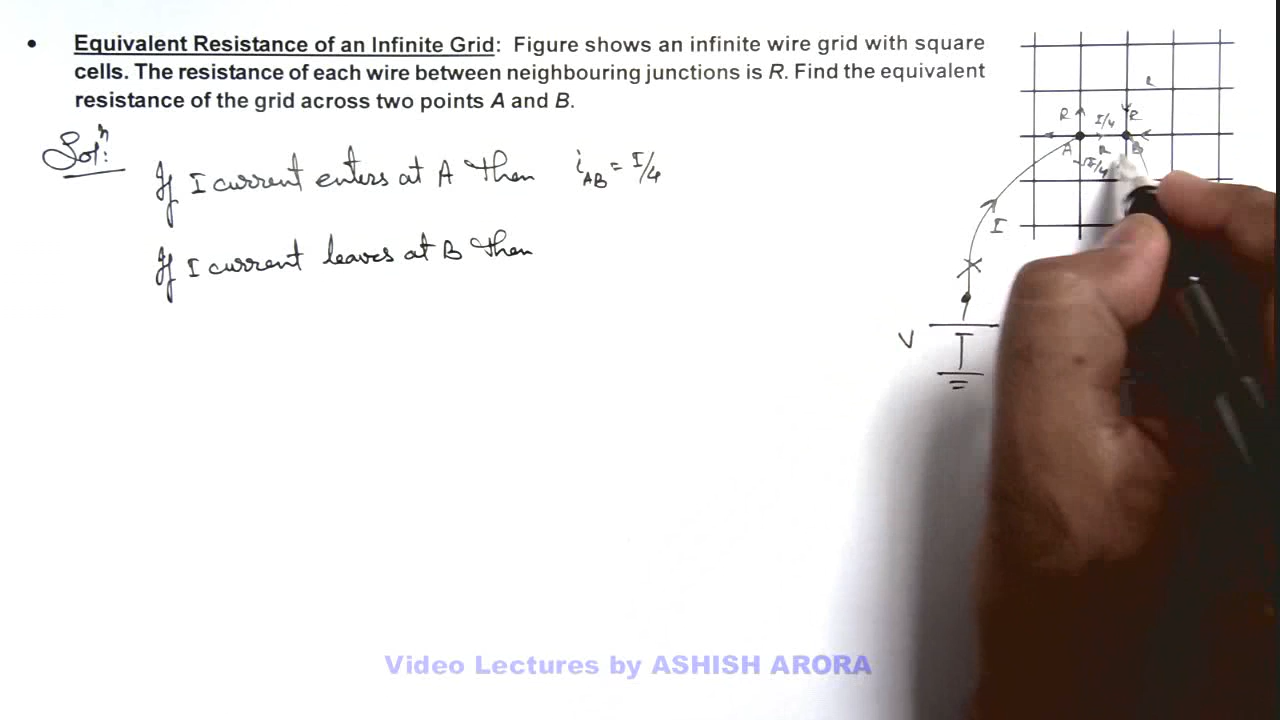 • Equivalent Resistance of an Infinite Grid: Figure shows an infinite wire grid with square
cells. The resistance of each wire between neighbouring junctions is R. Find the equivalent
resistance of the grid across two points A and B.
Solⁿ:
If I current enters at A then i_AB = I/4
If I current leaves at B then
R
R I/4 R
A R B
I/4
I
V
Video Lectures by ASHISH ARORA